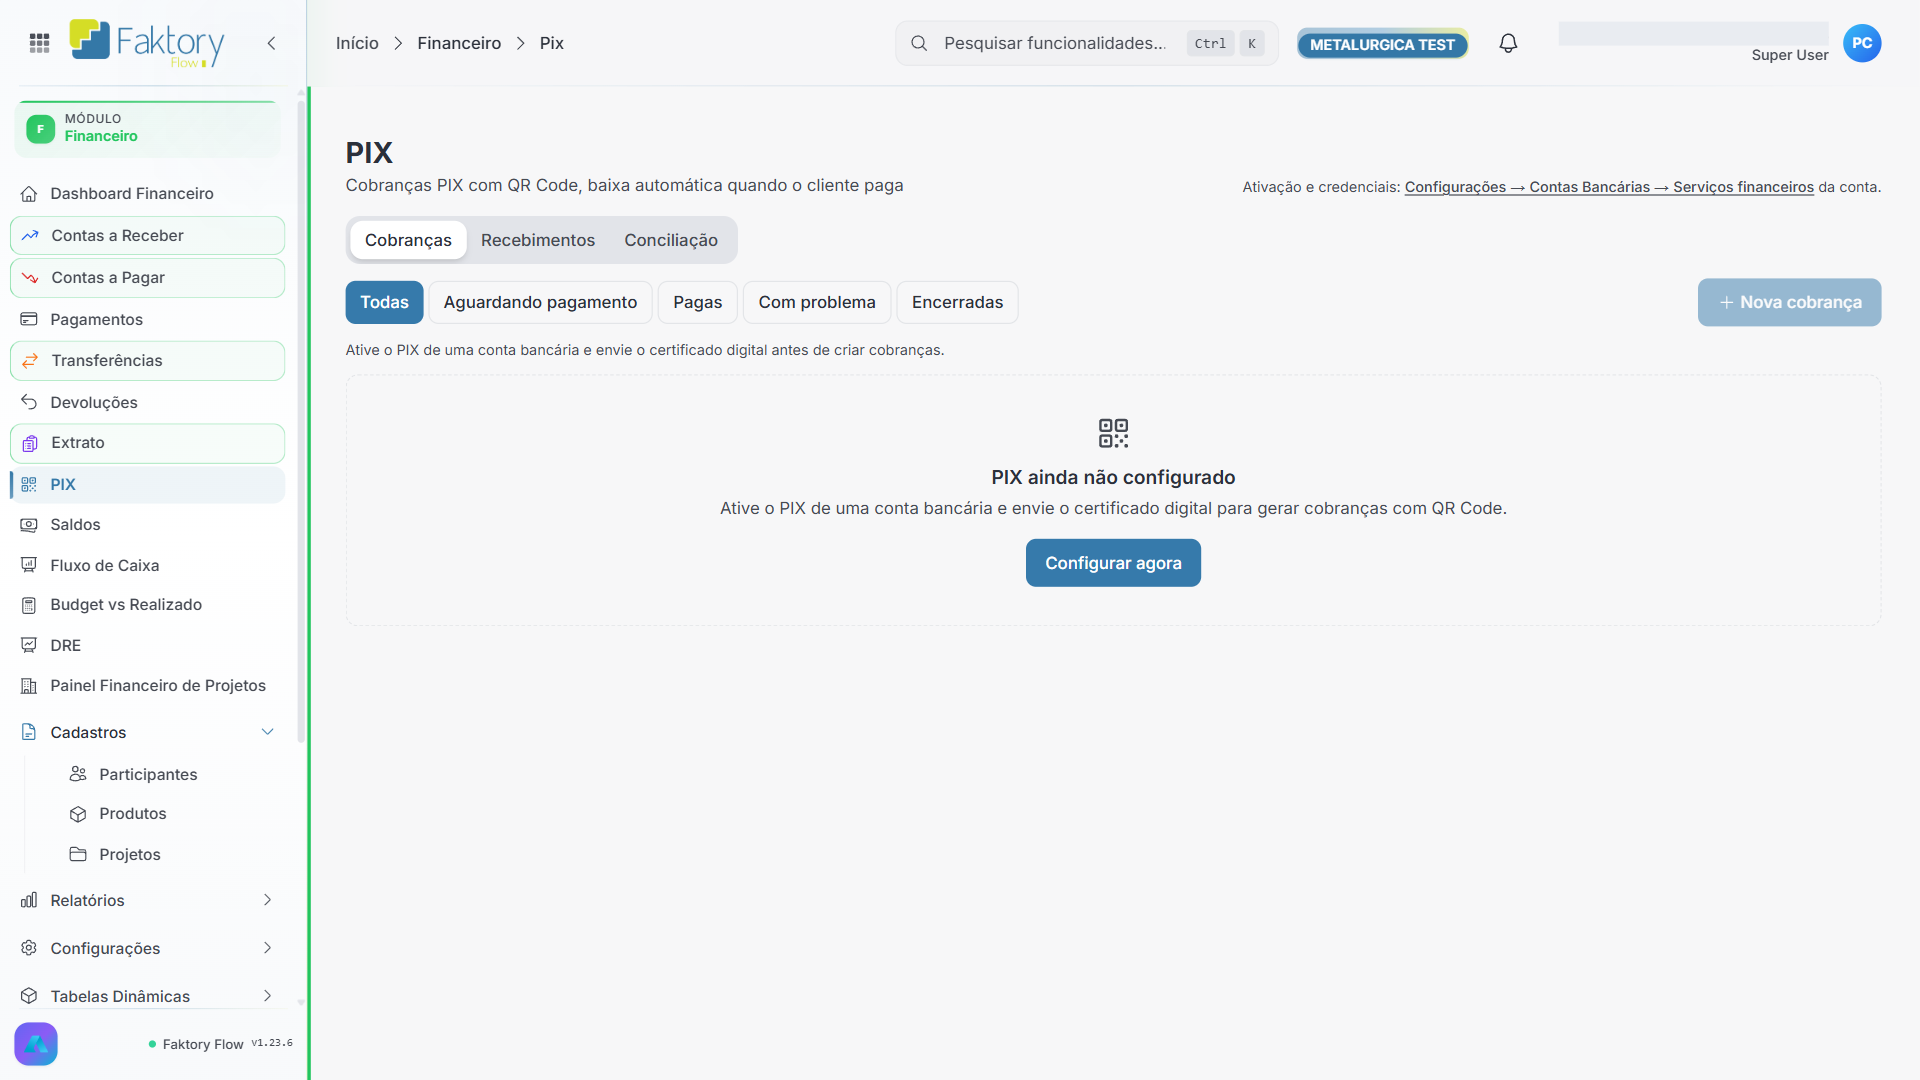 Faktory
Flow
Início > Financeiro > Pix
Pesquisar funcionalidades... Ctrl K
METALURGICA TEST
Super User
PC
F
MÓDULO
Financeiro
Dashboard Financeiro
Contas a Receber
Contas a Pagar
Pagamentos
Transferências
Devoluções
Extrato
PIX
Saldos
Fluxo de Caixa
Budget vs Realizado
DRE
Painel Financeiro de Projetos
Cadastros
Participantes
Produtos
Projetos
Relatórios
Configurações
Tabelas Dinâmicas
Faktory Flow v1.23.6
PIX
Cobranças PIX com QR Code, baixa automática quando o cliente paga
Ativação e credenciais: Configurações → Contas Bancárias → Serviços financeiros da conta.
Cobranças Recebimentos Conciliação
Todas Aguardando pagamento Pagas Com problema Encerradas
+ Nova cobrança
Ative o PIX de uma conta bancária e envie o certificado digital antes de criar cobranças.
PIX ainda não configurado
Ative o PIX de uma conta bancária e envie o certificado digital para gerar cobranças com QR Code.
Configurar agora